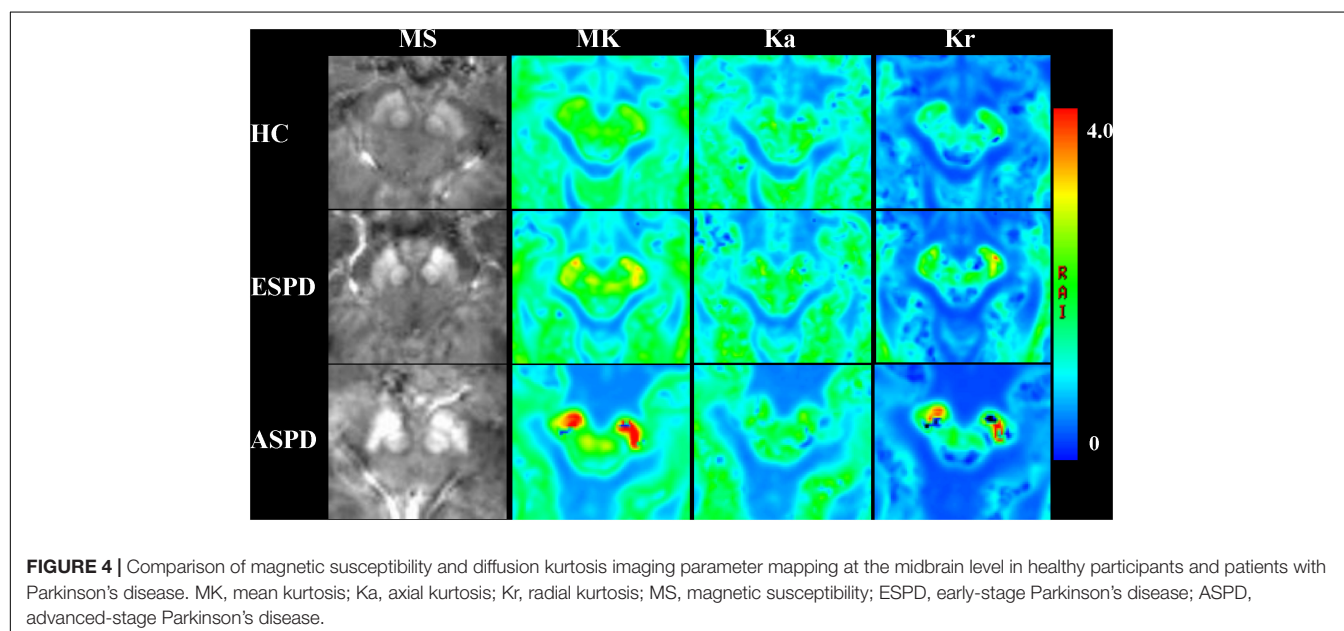 MS MK Ka Kr
HC
4.0
ESPD
R
A
I
ASPD
0
FIGURE 4 | Comparison of magnetic susceptibility and diffusion kurtosis imaging parameter mapping at the midbrain level in healthy participants and patients with
Parkinson's disease. MK, mean kurtosis; Ka, axial kurtosis; Kr, radial kurtosis; MS, magnetic susceptibility; ESPD, early-stage Parkinson's disease; ASPD,
advanced-stage Parkinson's disease.